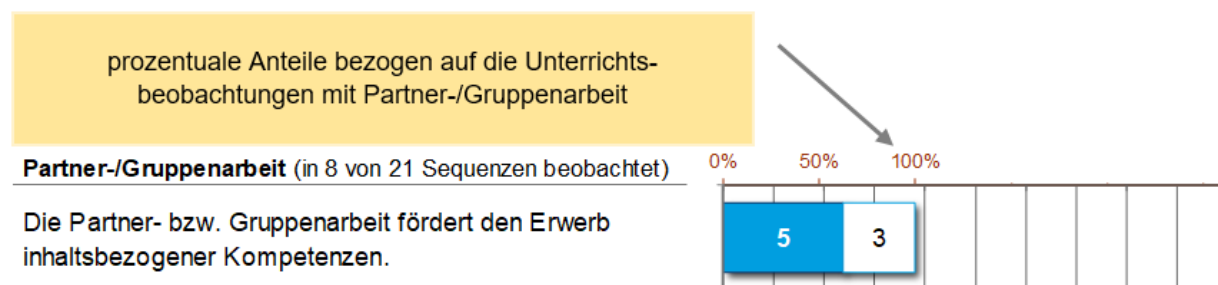 prozentuale Anteile bezogen auf die Unterrichts-
beobachtungen mit Partner-/Gruppenarbeit
Partner-/Gruppenarbeit (in 8 von 21 Sequenzen beobachtet)
0% 50% 100%
Die Partner- bzw. Gruppenarbeit fördert den Erwerb
inhaltsbezogener Kompetenzen.
5 3